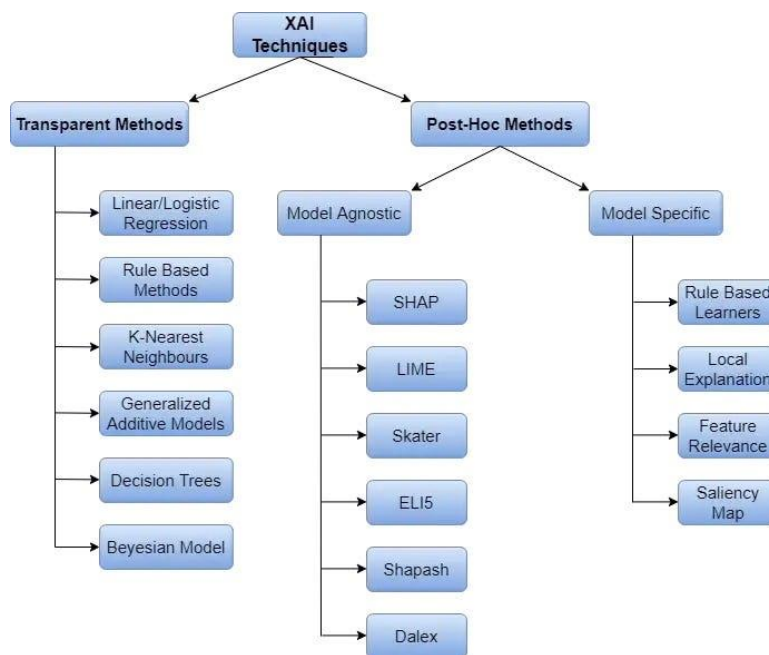 XAI
Techniques
Transparent Methods
Post-Hoc Methods
Linear/Logistic
Regression
Rule Based
Methods
K-Nearest
Neighbours
Generalized
Additive Models
Decision Trees
Beyesian Model
Model Agnostic
SHAP
LIME
Skater
ELI5
Shapash
Dalex
Model Specific
Rule Based
Learners
Local
Explanation
Feature
Relevance
Saliency
Map